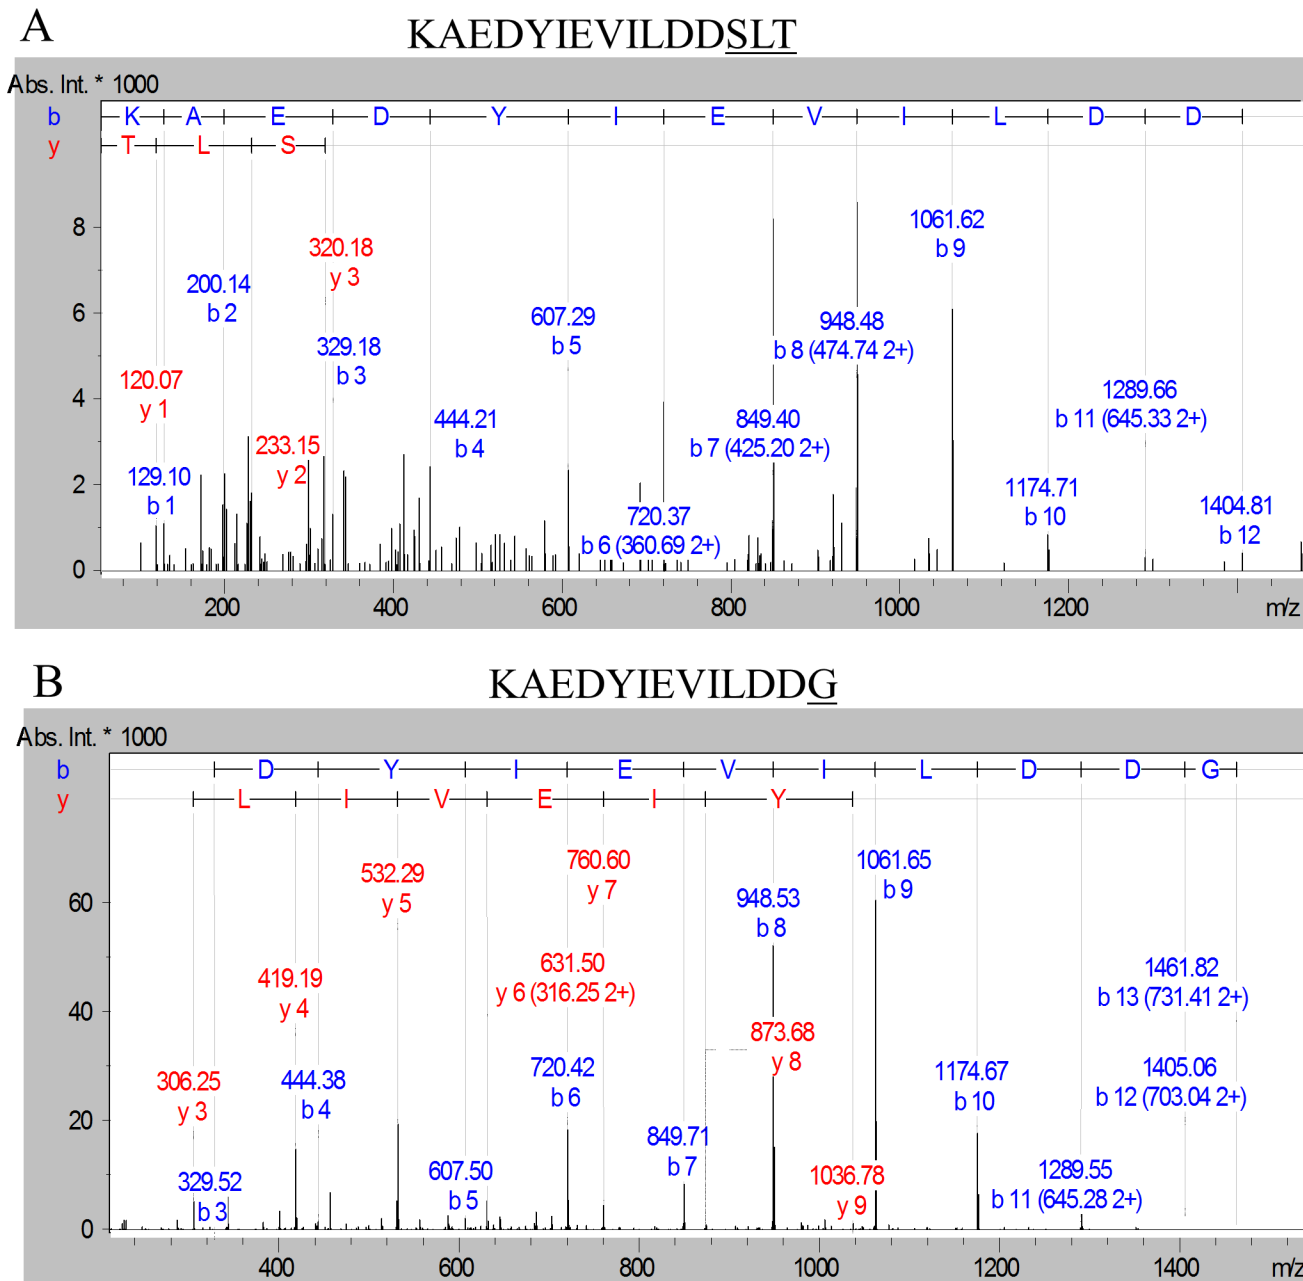 A
KAEDYIEVILDDSLT
Abs. Int. * 1000
b K A E D Y I E V I L D D
y T L S
8
1061.62
b 9
320.18
y 3
200.14
b 2
6
607.29
b 5
948.48
b 8 (474.74 2+)
329.18
b 3
120.07
y 1
4
1289.66
b 11 (645.33 2+)
444.21
b 4
849.40
b 7 (425.20 2+)
233.15
y 2
129.10
b 1
2
1174.71
b 10
1404.81
b 12
720.37
b 6 (360.69 2+)
0
200 400 600 800 1000 1200 m/z
B
KAEDYIEVILDDG
Abs. Int. * 1000
b D Y I E V I L D D G
y L I V E I Y
532.29
y 5
760.60
y 7
1061.65
b 9
60
948.53
b 8
419.19
y 4
631.50
y 6 (316.25 2+)
1461.82
b 13 (731.41 2+)
40
873.68
y 8
306.25
y 3
444.38
b 4
720.42
b 6
1174.67
b 10
1405.06
b 12 (703.04 2+)
20
849.71
b 7
329.52
b 3
607.50
b 5
1036.78
y 9
1289.55
b 11 (645.28 2+)
0
400 600 800 1000 1200 1400 m/z